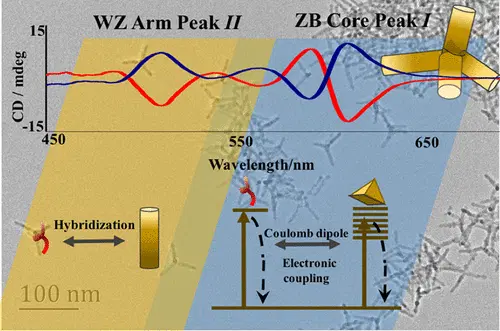 WZ Arm Peak II
ZB Core Peak I
15
CD / mdeg
-15
450
550
650
Wavelength/nm
Hybridization
Coulomb dipole
Electronic
coupling
100 nm